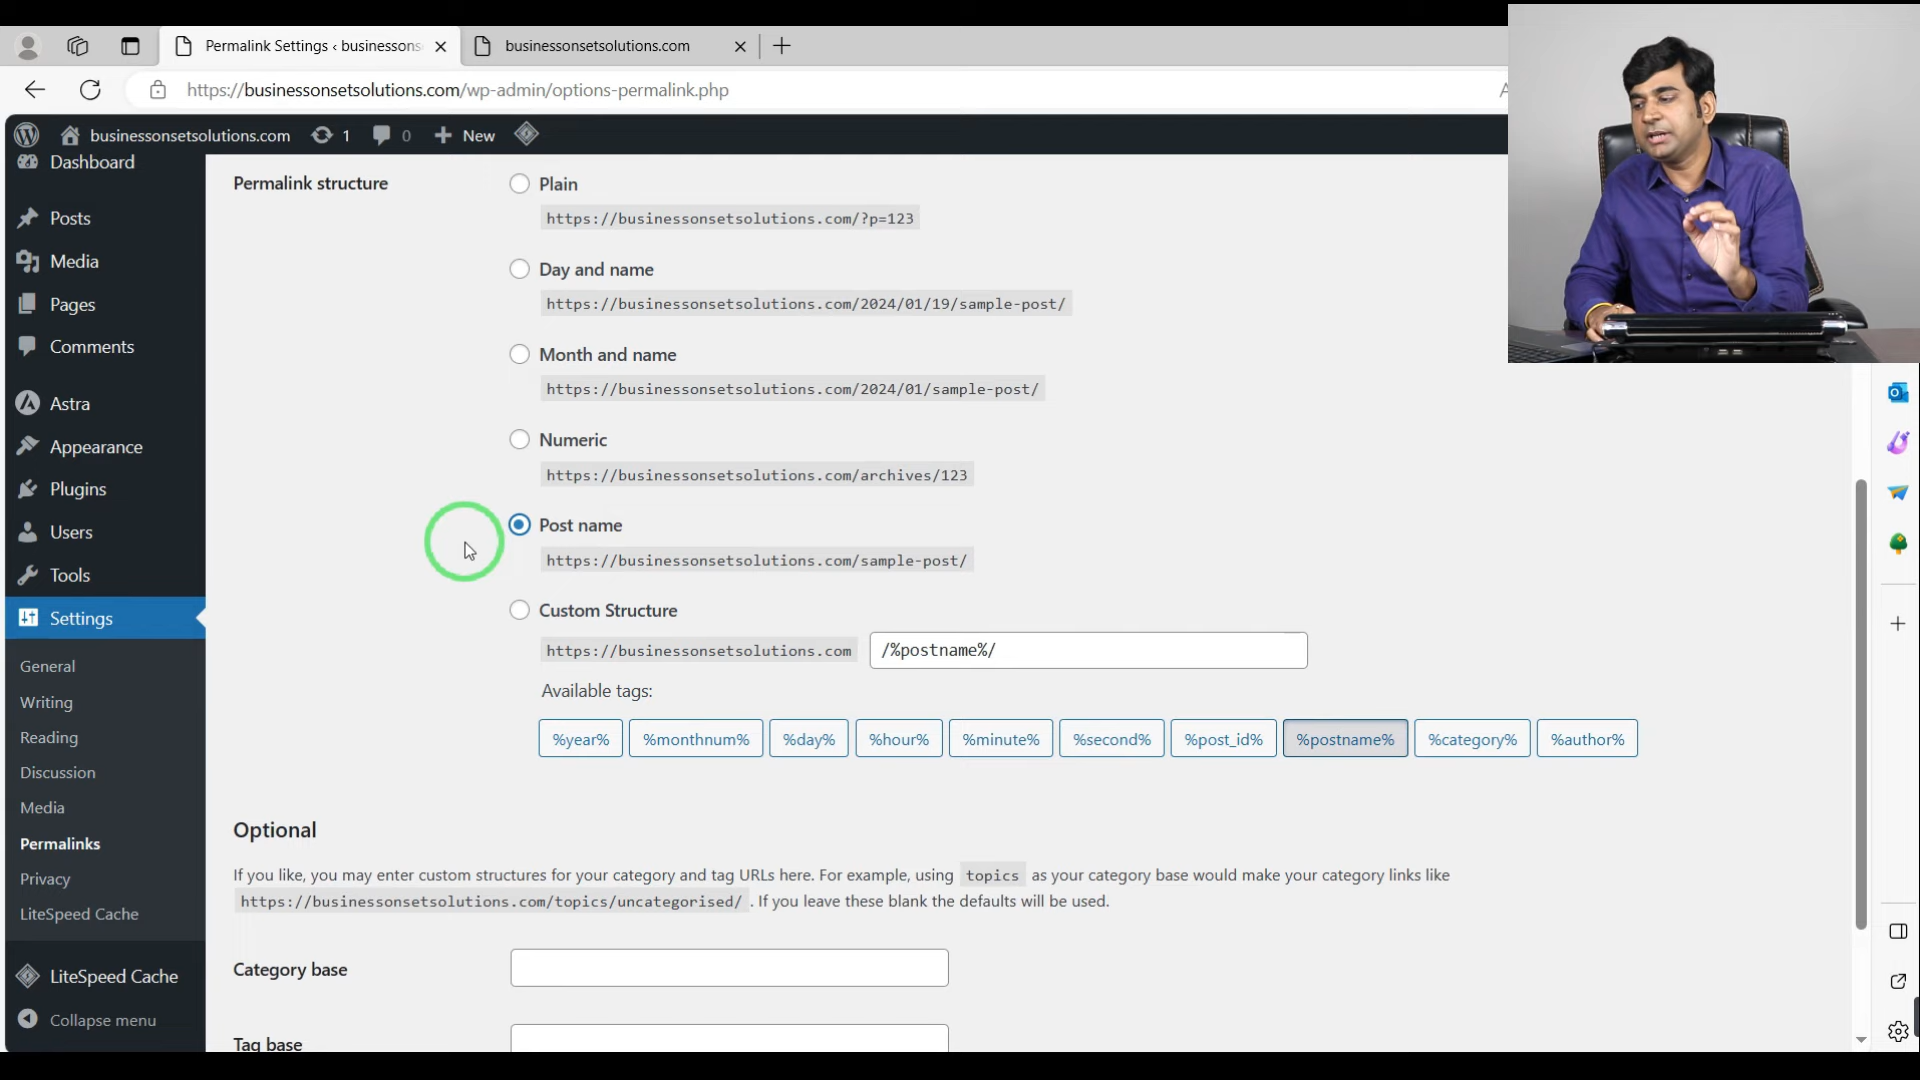 Permalink Settings ‹ businessons
businessonsetsolutions.com
https://businessonsetsolutions.com/wp-admin/options-permalink.php
businessonsetsolutions.com 1 0 New
Dashboard
Posts
Media
Pages
Comments
Astra
Appearance
Plugins
Users
Tools
Settings
General
Writing
Reading
Discussion
Media
Permalinks
Privacy
LiteSpeed Cache
LiteSpeed Cache
Collapse menu
Permalink structure
Plain
https://businessonsetsolutions.com/?p=123
Day and name
https://businessonsetsolutions.com/2024/01/19/sample-post/
Month and name
https://businessonsetsolutions.com/2024/01/sample-post/
Numeric
https://businessonsetsolutions.com/archives/123
Post name
https://businessonsetsolutions.com/sample-post/
Custom Structure
https://businessonsetsolutions.com /%postname%/
Available tags:
%year% %monthnum% %day% %hour% %minute% %second% %post_id% %postname% %category% %author%
Optional
If you like, you may enter custom structures for your category and tag URLs here. For example, using topics as your category base would make your category links like
https://businessonsetsolutions.com/topics/uncategorised/ . If you leave these blank the defaults will be used.
Category base
Tag base